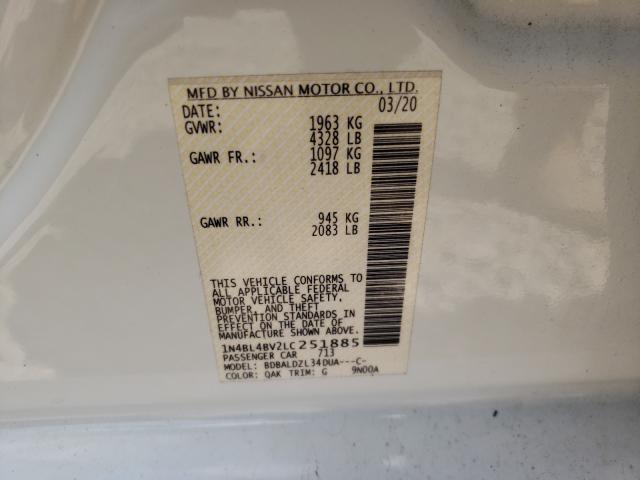 MFD BY NISSAN MOTOR CO., LTD.
DATE: 03/20
GVWR: 1963 KG
4328 LB
GAWR FR.: 1097 KG
2418 LB
GAWR RR.: 945 KG
2083 LB
THIS VEHICLE CONFORMS TO
ALL APPLICABLE FEDERAL
MOTOR VEHICLE SAFETY,
BUMPER, AND THEFT
PREVENTION STANDARDS IN
EFFECT ON THE DATE OF
MANUFACTURE SHOWN ABOVE.
1N4BL4BV2LC251885
PASSENGER CAR 713
MODEL: BDBALDZL34DUA---C-
COLOR: QAK TRIM: G 9N00A